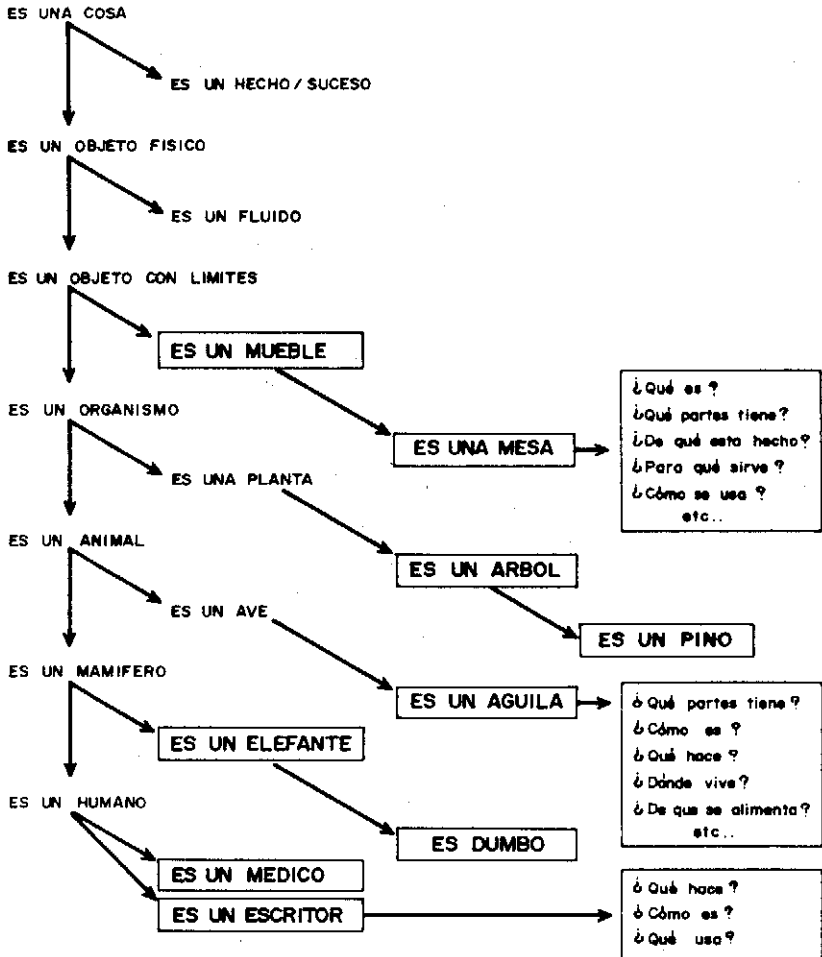 ES UNA COSA
ES UN HECHO/SUCESO
ES UN OBJETO FISICO
ES UN FLUIDO
ES UN OBJETO CON LIMITES
ES UN MUEBLE
ES UN ORGANISMO
ES UNA MESA
¿Qué es?
¿Qué partes tiene?
¿De qué esta hecho?
¿Para qué sirve?
¿Cómo se usa?
etc..
ES UNA PLANTA
ES UN ANIMAL
ES UN ARBOL
ES UN AVE
ES UN PINO
ES UN MAMIFERO
ES UN AGUILA
¿Qué partes tiene?
¿Cómo es?
¿Qué hace?
¿Dónde vive?
¿De que se alimenta?
etc..
ES UN ELEFANTE
ES UN HUMANO
ES DUMBO
ES UN MEDICO
ES UN ESCRITOR
¿Qué hace?
¿Cómo es?
¿Qué usa?